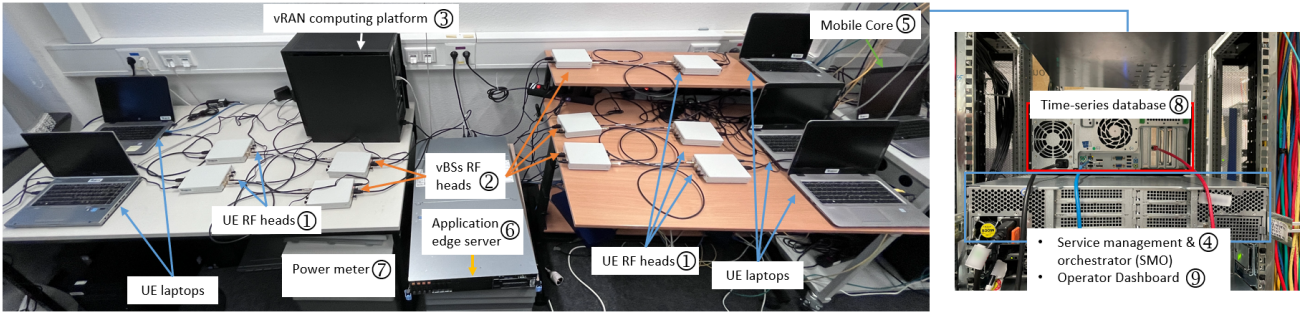 vRAN computing platform ③
Mobile Core ⑤
Time-series database ⑧
vBSs RF
heads ②
UE RF heads ①
Application
edge server ⑥
Power meter ⑦
UE laptops
UE RF heads ①
UE laptops
• Service management & ④
orchestrator (SMO)
• Operator Dashboard ⑨